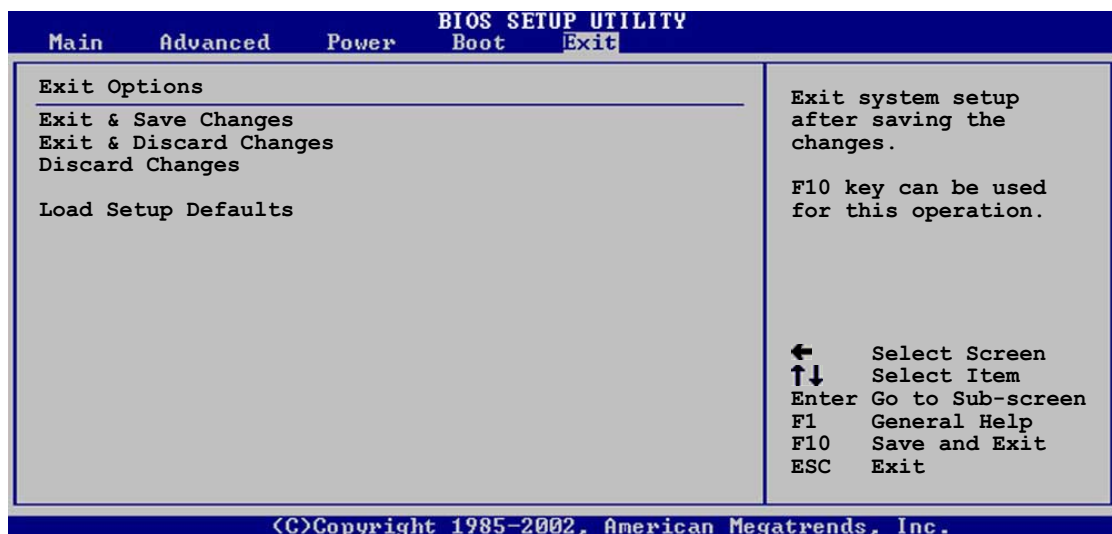 BIOS SETUP UTILITY
Main Advanced Power Boot Exit
Exit Options
Exit & Save Changes
Exit & Discard Changes
Discard Changes
Load Setup Defaults
Exit system setup
after saving the
changes.
F10 key can be used
for this operation.
← Select Screen
↑↓ Select Item
Enter Go to Sub-screen
F1 General Help
F10 Save and Exit
ESC Exit
(C)Copyright 1985-2002, American Megatrends, Inc.